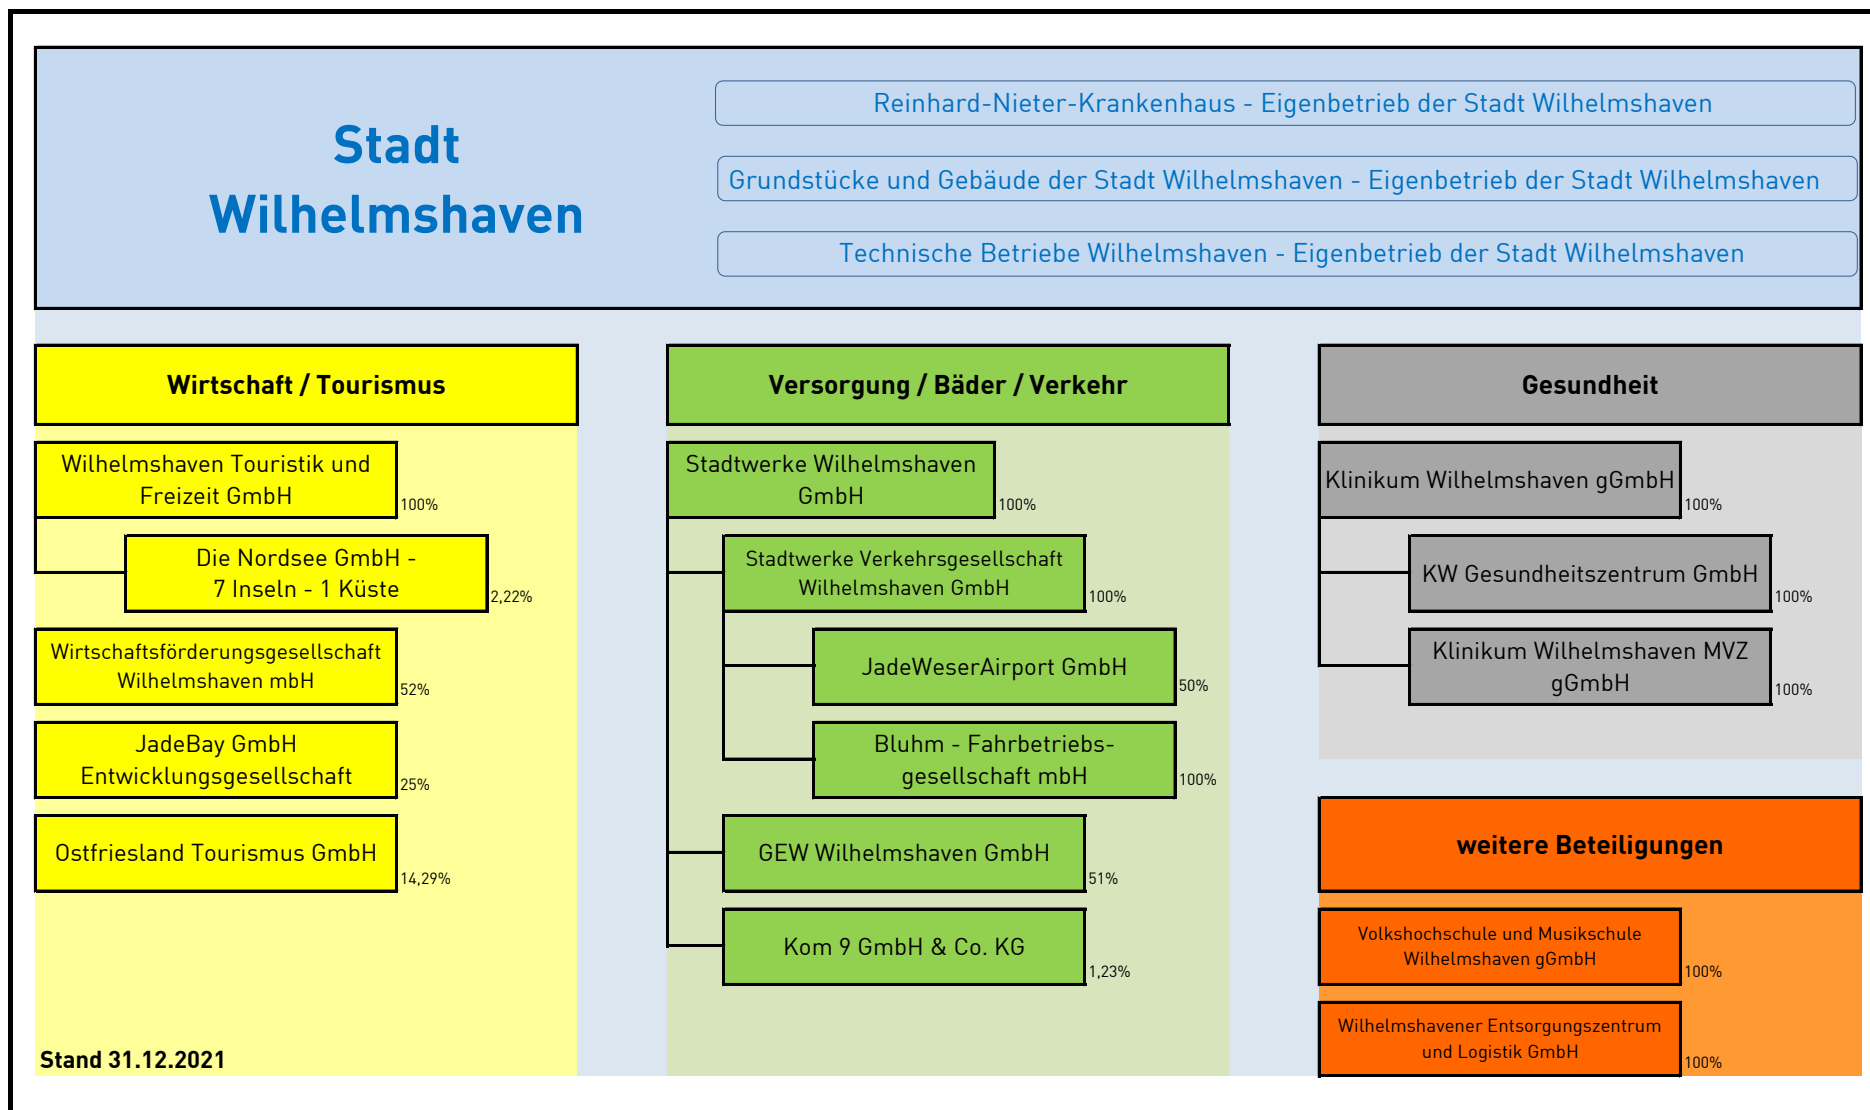 Stadt
Wilhelmshaven
Reinhard-Nieter-Krankenhaus - Eigenbetrieb der Stadt Wilhelmshaven
Grundstücke und Gebäude der Stadt Wilhelmshaven - Eigenbetrieb der Stadt Wilhelmshaven
Technische Betriebe Wilhelmshaven - Eigenbetrieb der Stadt Wilhelmshaven
Wirtschaft / Tourismus
Wilhelmshaven Touristik und
Freizeit GmbH
100%
Die Nordsee GmbH -
7 Inseln - 1 Küste
2,22%
Wirtschaftsförderungsgesellschaft
Wilhelmshaven mbH
52%
JadeBay GmbH
Entwicklungsgesellschaft
25%
Ostfriesland Tourismus GmbH
14,29%
Stand 31.12.2021
Versorgung / Bäder / Verkehr
Stadtwerke Wilhelmshaven
GmbH
100%
Stadtwerke Verkehrsgesellschaft
Wilhelmshaven GmbH
100%
JadeWeserAirport GmbH
50%
Bluhm - Fahrbetriebs-
gesellschaft mbH
100%
GEW Wilhelmshaven GmbH
51%
Kom 9 GmbH & Co. KG
1,23%
Gesundheit
Klinikum Wilhelmshaven gGmbH
100%
KW Gesundheitszentrum GmbH
100%
Klinikum Wilhelmshaven MVZ
gGmbH
100%
weitere Beteiligungen
Volkshochschule und Musikschule
Wilhelmshaven gGmbH
100%
Wilhelmshavener Entsorgungszentrum
und Logistik GmbH
100%